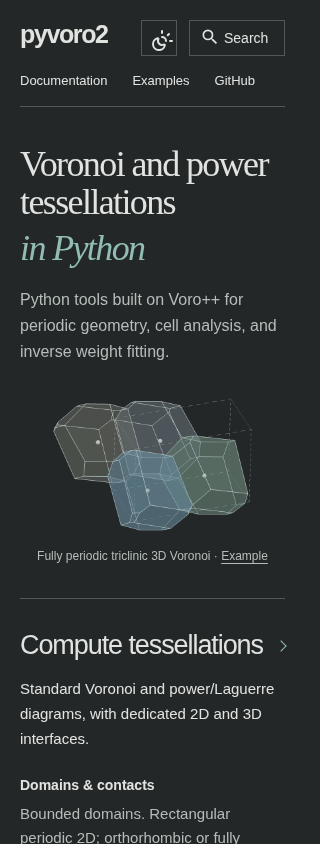 pyvoro2
Search
Documentation Examples GitHub
Voronoi and power
tessellations
in Python
Python tools built on Voro++ for
periodic geometry, cell analysis, and
inverse weight fitting.
Fully periodic triclinic 3D Voronoi · Example
Compute tessellations
Standard Voronoi and power/Laguerre
diagrams, with dedicated 2D and 3D
interfaces.
Domains & contacts
Bounded domains. Rectangular
periodic 2D; orthorhombic or fully